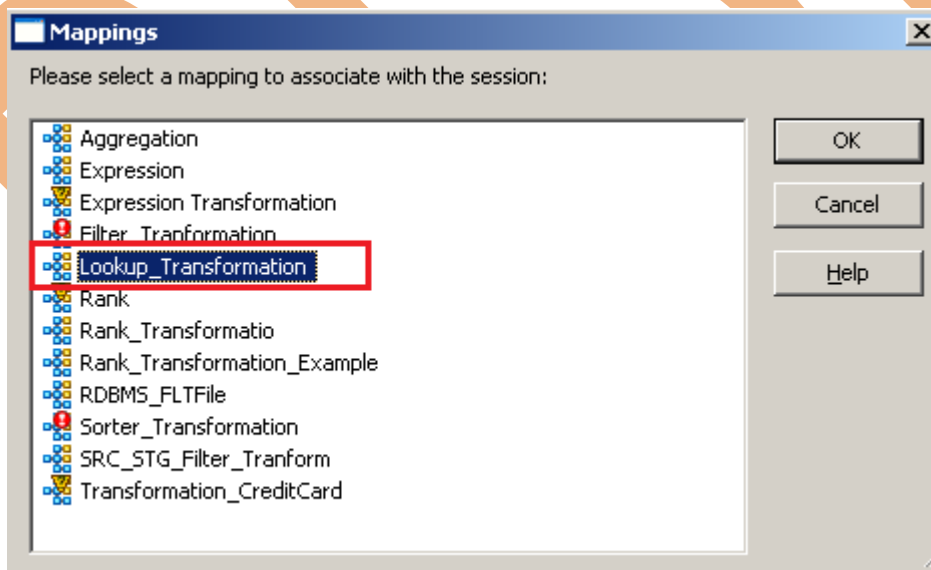 Mappings
Please select a mapping to associate with the session:
Aggregation
Expression
Expression Transformation
Filter_Tranformation
Lookup_Transformation
Rank
Rank_Transformatio
Rank_Transformation_Example
RDBMS_FLTFile
Sorter_Transformation
SRC_STG_Filter_Tranform
Transformation_CreditCard
OK
Cancel
Help